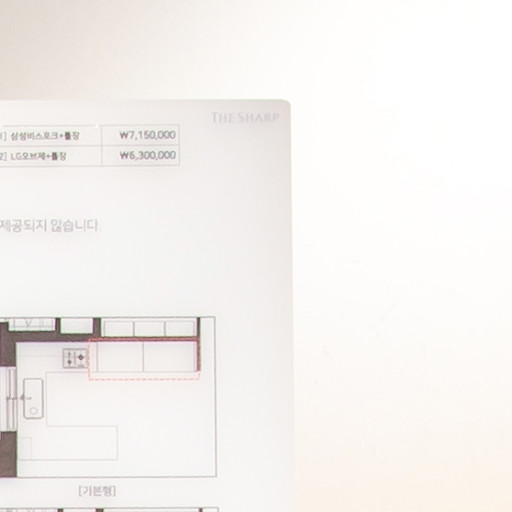 THE SHARP
] 삼성비스포크+틀장 ₩7,150,000
2] LG오브제+틀장 ₩6,300,000
제공되지 않습니다.
[기본형]